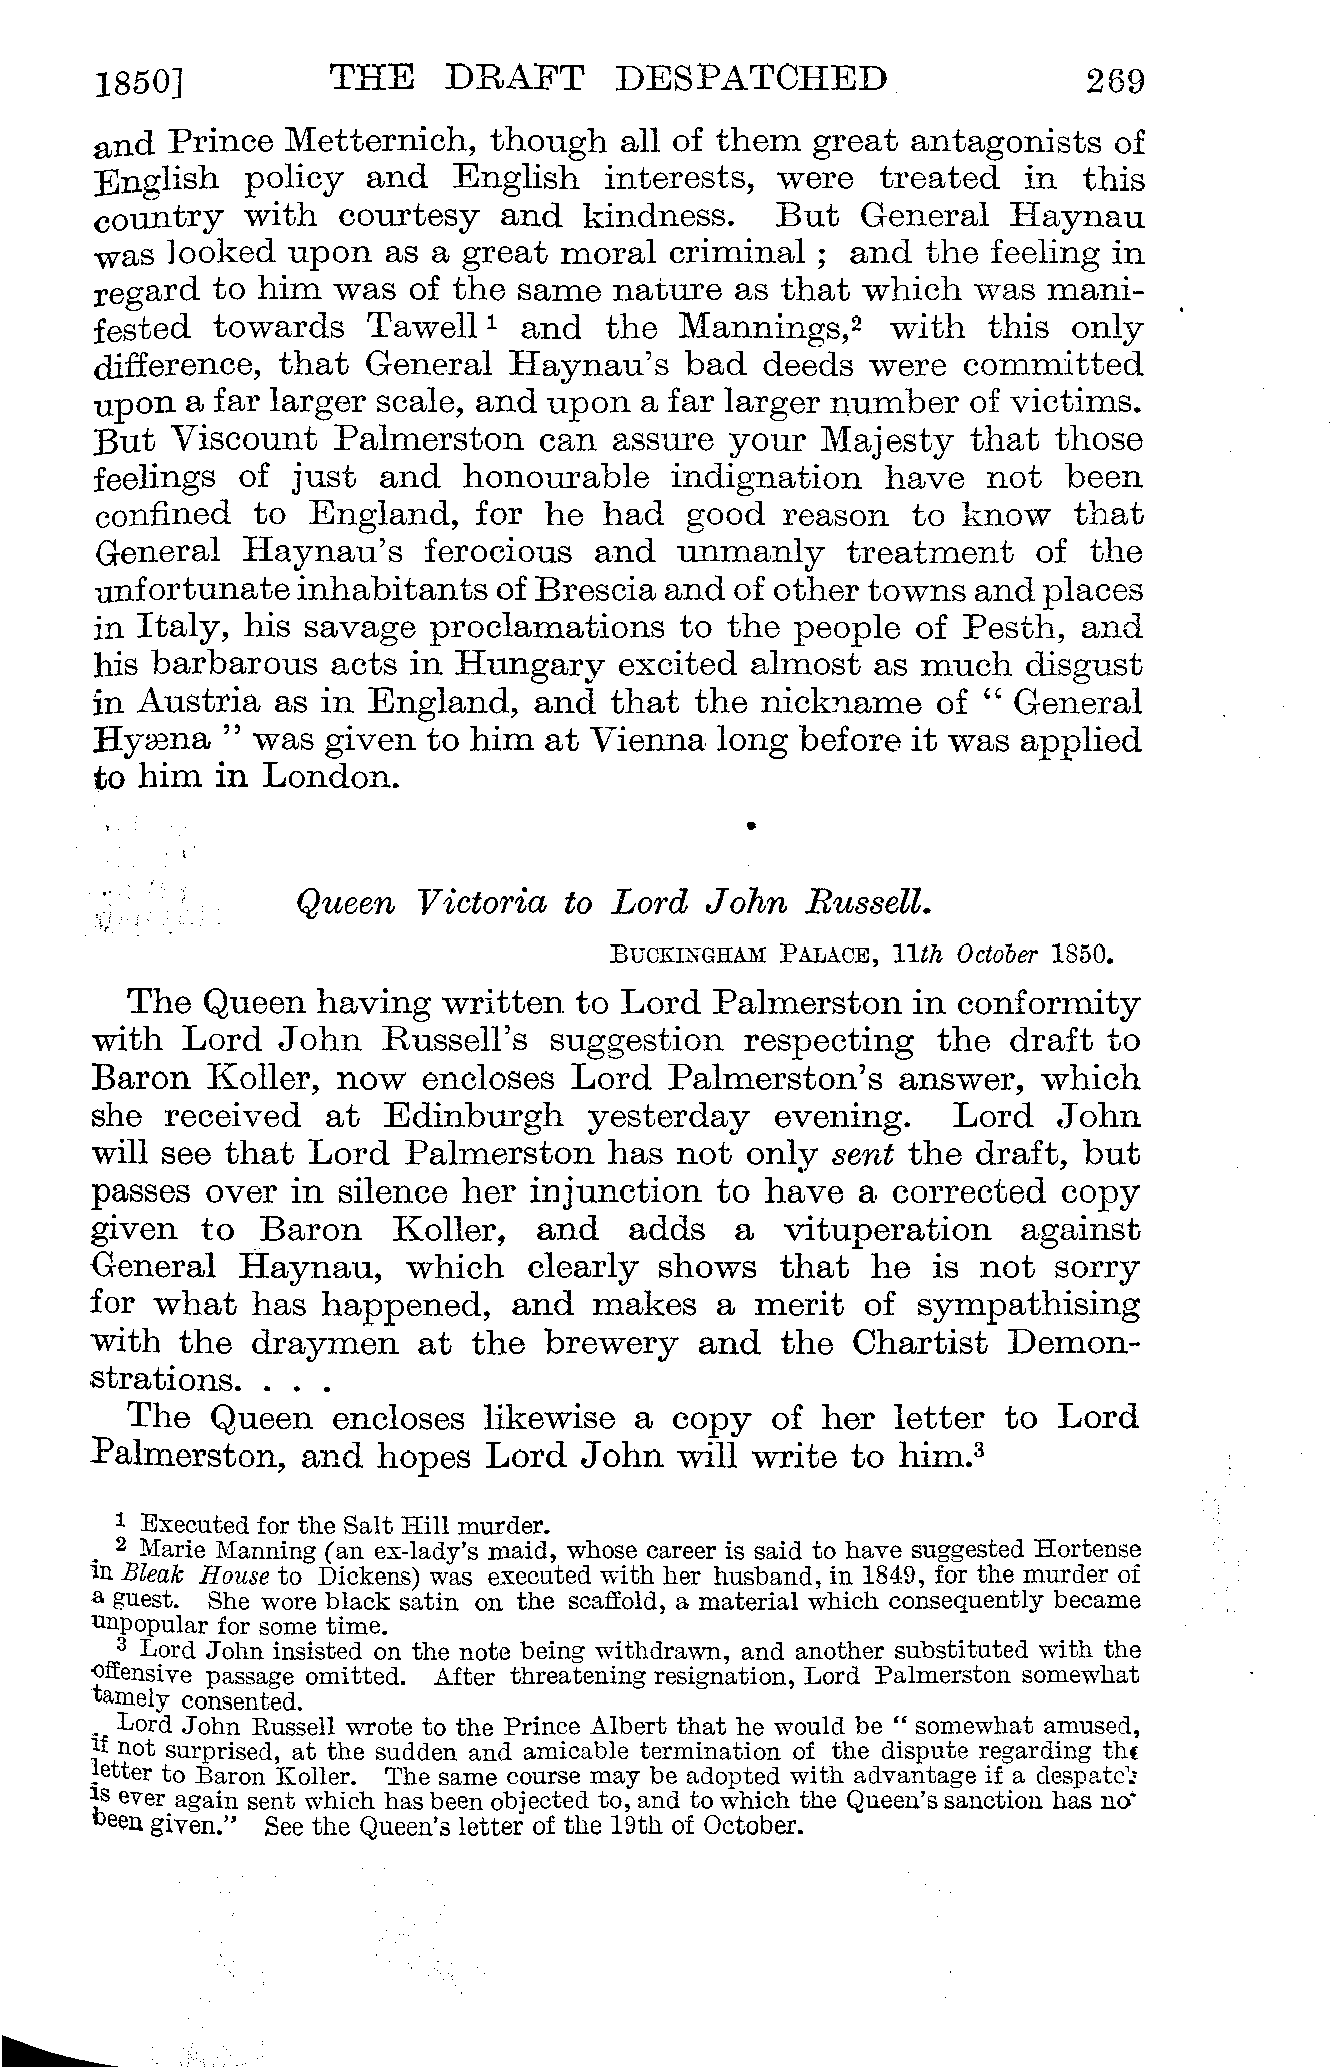 1850] THE DRAFT DESPATCHED 269
and Prince Metternich, though all of them great antagonists of
English policy and English interests, were treated in this
country with courtesy and kindness. But General Haynau
was looked upon as a great moral criminal ; and the feeling in
regard to him was of the same nature as that which was mani-
fested towards Tawell¹ and the Mannings,² with this only
difference, that General Haynau's bad deeds were committed
upon a far larger scale, and upon a far larger number of victims.
But Viscount Palmerston can assure your Majesty that those
feelings of just and honourable indignation have not been
confined to England, for he had good reason to know that
General Haynau's ferocious and unmanly treatment of the
unfortunate inhabitants of Brescia and of other towns and places
in Italy, his savage proclamations to the people of Pesth, and
his barbarous acts in Hungary excited almost as much disgust
in Austria as in England, and that the nickname of “ General
Hyæna ” was given to him at Vienna long before it was applied
to him in London.
Queen Victoria to Lord John Russell.
BUCKINGHAM PALACE, 11th October 1850.
The Queen having written to Lord Palmerston in conformity
with Lord John Russell's suggestion respecting the draft to
Baron Koller, now encloses Lord Palmerston's answer, which
she received at Edinburgh yesterday evening. Lord John
will see that Lord Palmerston has not only sent the draft, but
passes over in silence her injunction to have a corrected copy
given to Baron Koller, and adds a vituperation against
General Haynau, which clearly shows that he is not sorry
for what has happened, and makes a merit of sympathising
with the draymen at the brewery and the Chartist Demon-
strations. . . .
The Queen encloses likewise a copy of her letter to Lord
Palmerston, and hopes Lord John will write to him.³
¹ Executed for the Salt Hill murder.
² Marie Manning (an ex-lady's maid, whose career is said to have suggested Hortense
in Bleak House to Dickens) was executed with her husband, in 1849, for the murder of
a guest. She wore black satin on the scaffold, a material which consequently became
unpopular for some time.
³ Lord John insisted on the note being withdrawn, and another substituted with the
offensive passage omitted. After threatening resignation, Lord Palmerston somewhat
tamely consented.
Lord John Russell wrote to the Prince Albert that he would be “ somewhat amused,
if not surprised, at the sudden and amicable termination of the dispute regarding the
letter to Baron Koller. The same course may be adopted with advantage if a despatch
is ever again sent which has been objected to, and to which the Queen's sanction has not
been given.” See the Queen's letter of the 19th of October.